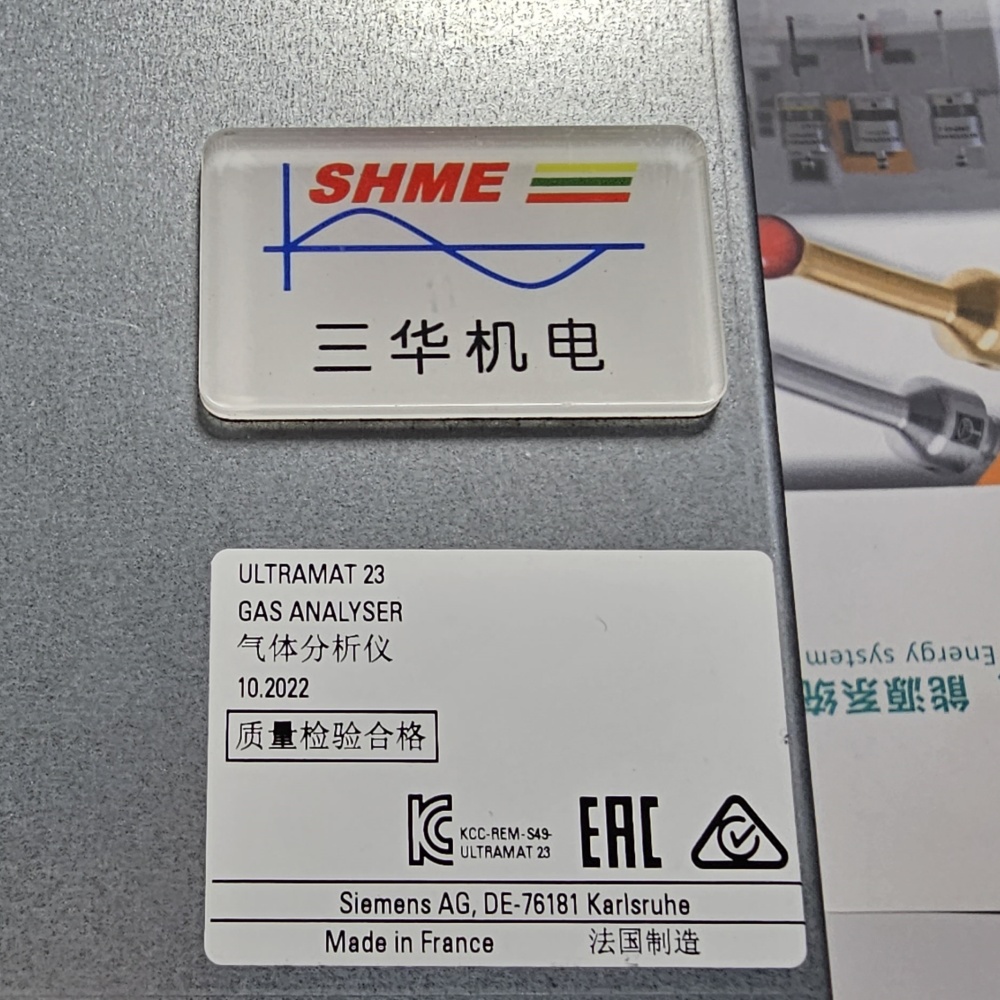 SHME
三华机电
ULTRAMAT 23
GAS ANALYSER
气体分析仪
10.2022
质量检验合格
KCC-REM-S49-
ULTRAMAT 23
EAC
Siemens AG, DE-76181 Karlsruhe
Made in France 法国制造
Energy system
能源系统